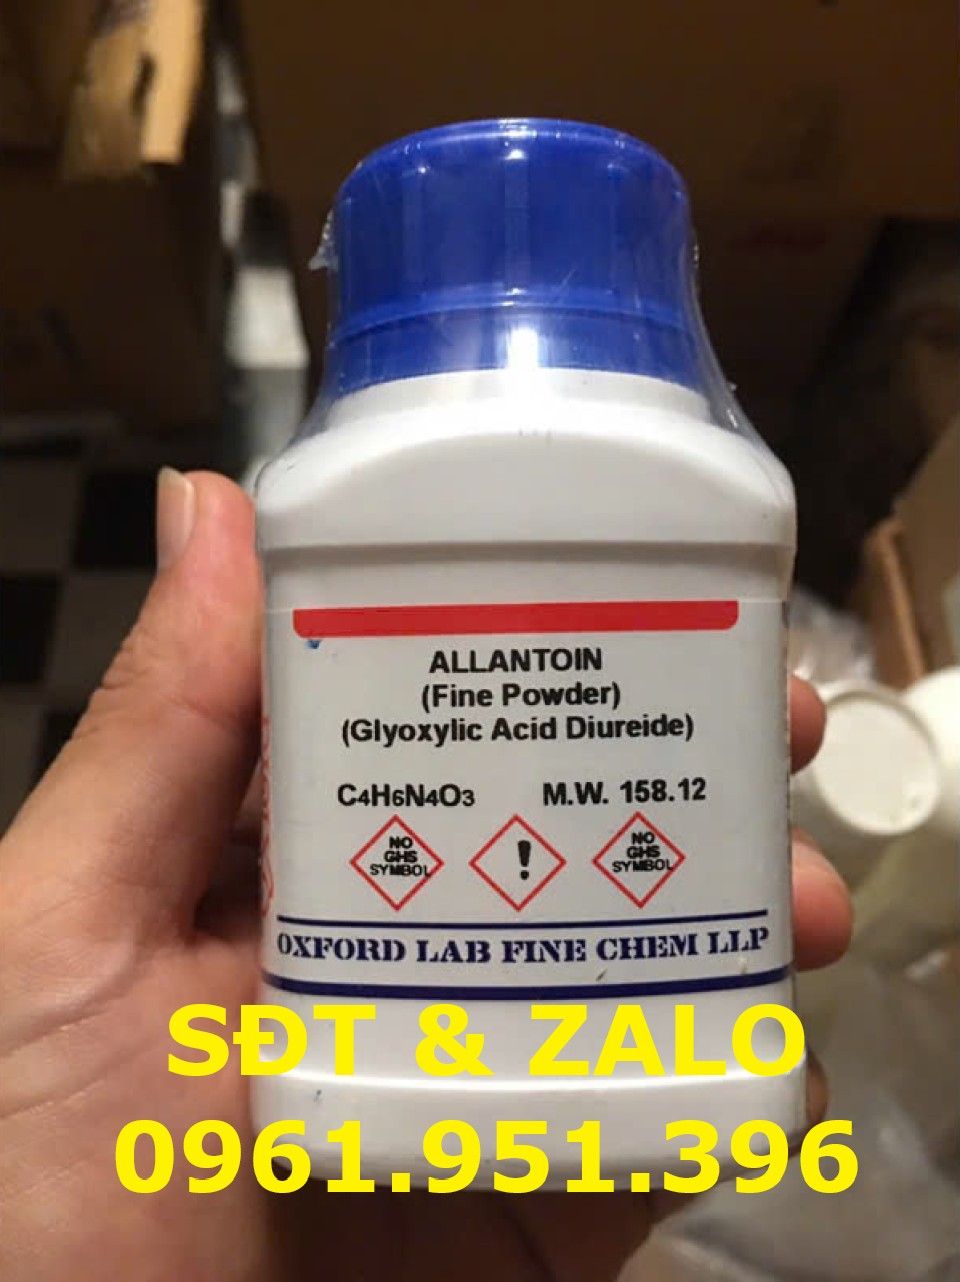 ALLANTOIN
(Fine Powder)
(Glyoxylic Acid Diureide)
C4H6N4O3 M.W. 158.12
NO
GHS
SYMBOL
!
NO
GHS
SYMBOL
OXFORD LAB FINE CHEM LLP
SĐT & ZALO
0961.951.396